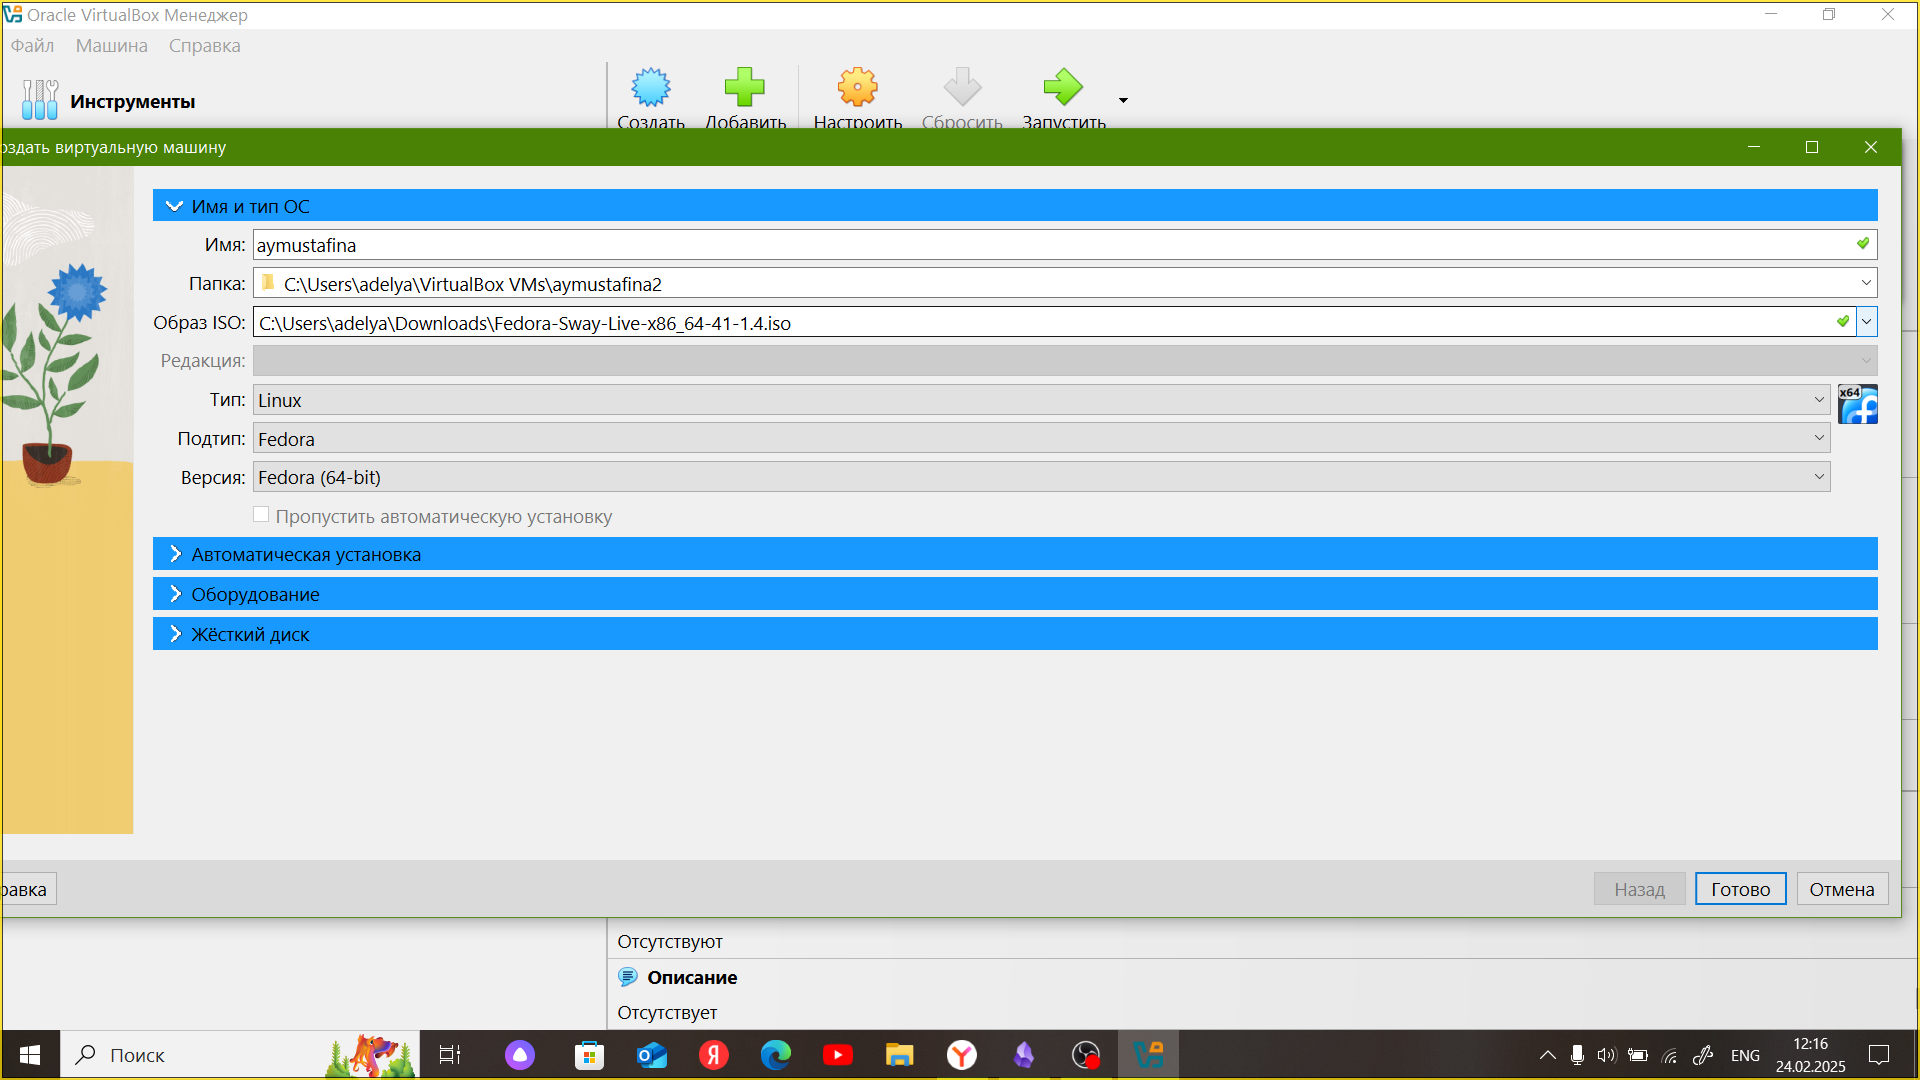 Oracle VirtualBox Менеджер
Файл Машина Справка
Инструменты
Создать Добавить Настроить Сбросить Запустить
оздать виртуальную машину
Имя и тип ОС
Имя: aymustafina
Папка: C:\Users\adelya\VirtualBox VMs\aymustafina2
Образ ISO: C:\Users\adelya\Downloads\Fedora-Sway-Live-x86_64-41-1.4.iso
Редакция:
Тип: Linux
x64
Подтип: Fedora
Версия: Fedora (64-bit)
Пропустить автоматическую установку
Автоматическая установка
Оборудование
Жёсткий диск
равка Назад Готово Отмена
Отсутствуют
Описание
Отсутствует
Поиск
ENG
12:16
24.02.2025